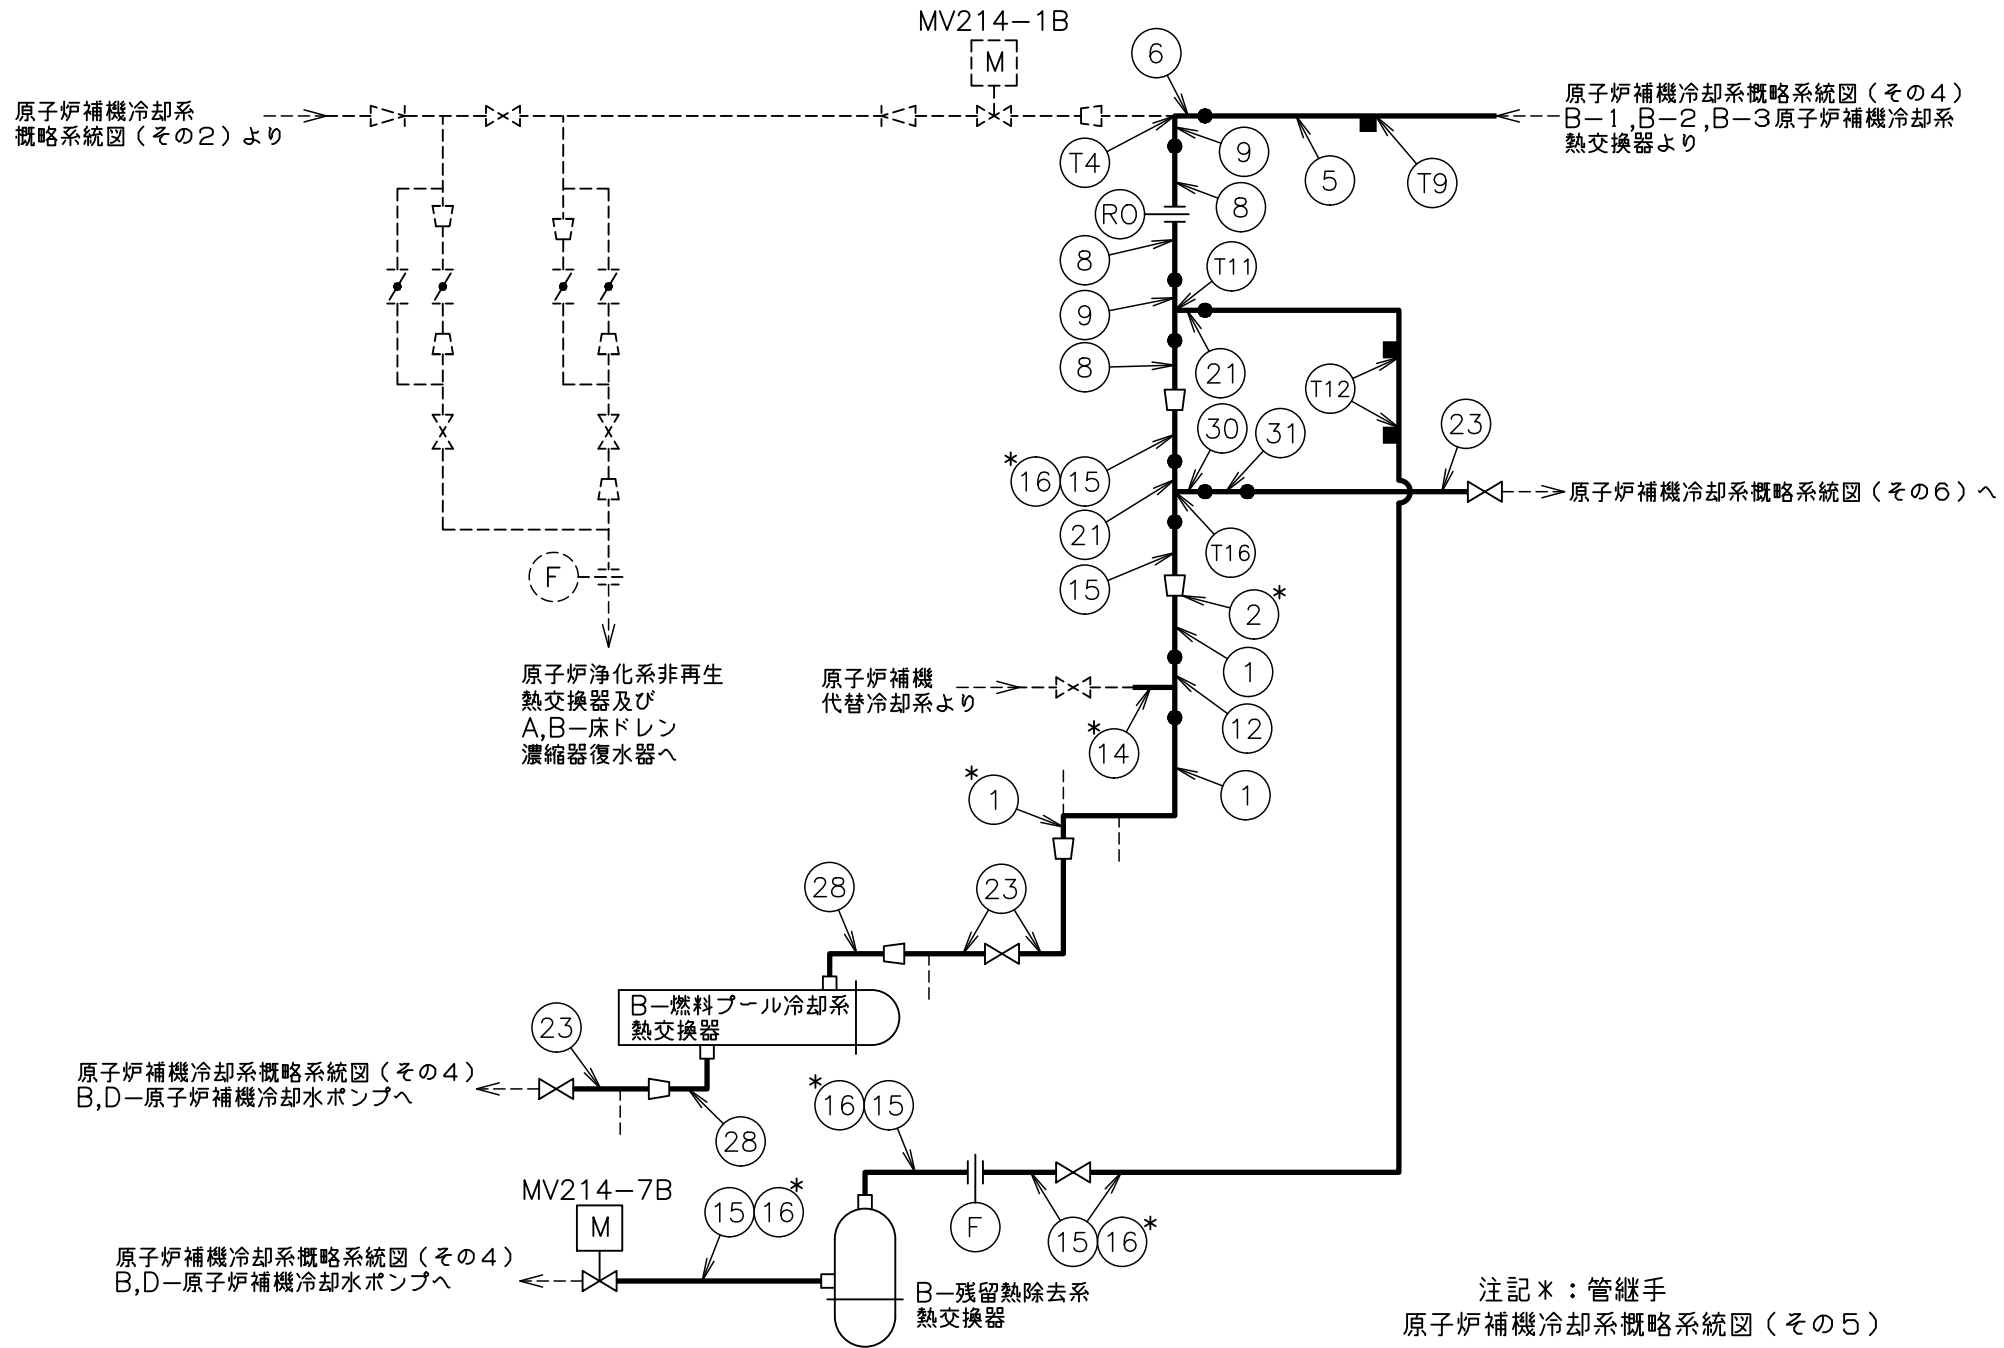 MV214-1B
M
6
原子炉補機冷却系
概略系統図（その2）より
原子炉補機冷却系概略系統図（その4）
B-1,B-2,B-3原子炉補機冷却系
熱交換器より
T4
9
5
T9
8
RO
8
T11
9
8
21
T12
30
31
23
*
16
15
原子炉補機冷却系概略系統図（その6）へ
21
T16
15
F
2
*
原子炉浄化系非再生
熱交換器及び
A,B-床ドレン
濃縮器復水器へ
原子炉補機
代替冷却系より
1
12
*
14
*
1
1
28
23
B-燃料プール冷却系
熱交換器
23
原子炉補機冷却系概略系統図（その4）
B,D-原子炉補機冷却水ポンプへ
28
*
16
15
MV214-7B
M
15
16
*
F
15
16
*
原子炉補機冷却系概略系統図（その4）
B,D-原子炉補機冷却水ポンプへ
B-残留熱除去系
熱交換器
注記＊：管継手
原子炉補機冷却系概略系統図（その5）